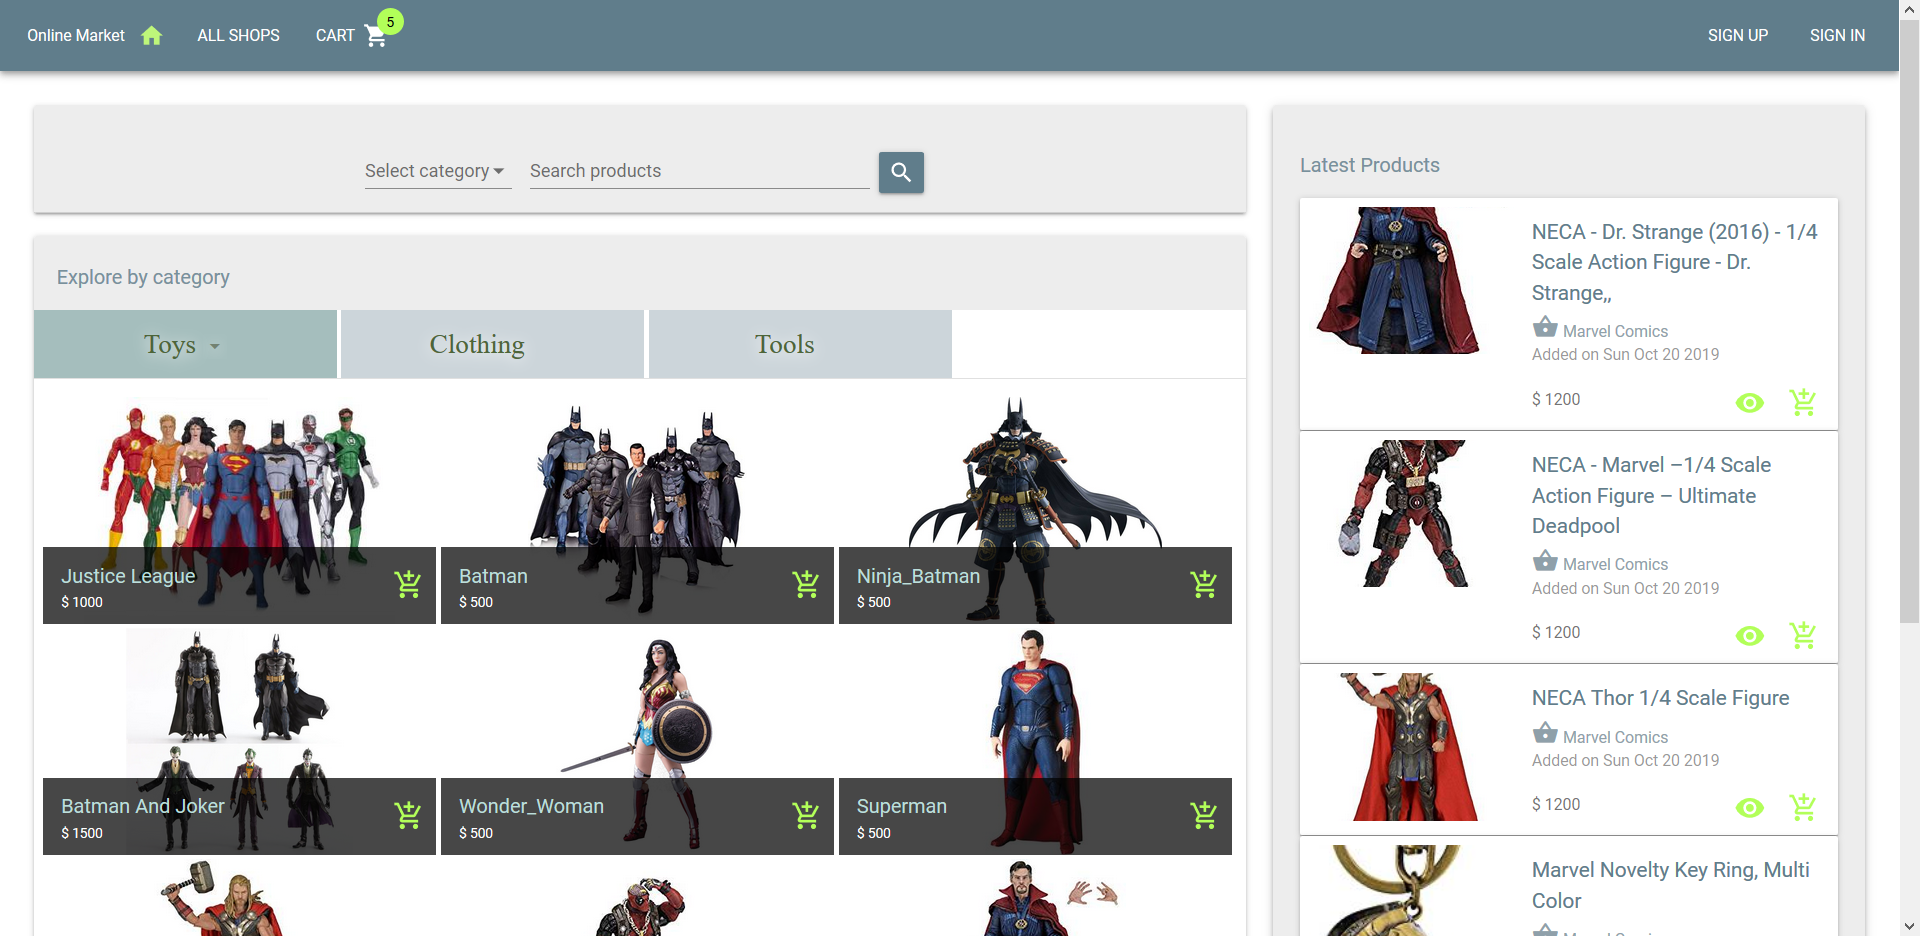 Online Market
ALL SHOPS
CART
5
SIGN UP
SIGN IN
Select category
Search products
Explore by category
Toys
Clothing
Tools
Justice League
$ 1000
Batman
$ 500
Ninja_Batman
$ 500
Batman And Joker
$ 1500
Wonder_Woman
$ 500
Superman
$ 500
Latest Products
NECA - Dr. Strange (2016) - 1/4
Scale Action Figure - Dr.
Strange,,
Marvel Comics
Added on Sun Oct 20 2019
$ 1200
NECA - Marvel –1/4 Scale
Action Figure – Ultimate
Deadpool
Marvel Comics
Added on Sun Oct 20 2019
$ 1200
NECA Thor 1/4 Scale Figure
Marvel Comics
Added on Sun Oct 20 2019
$ 1200
Marvel Novelty Key Ring, Multi
Color